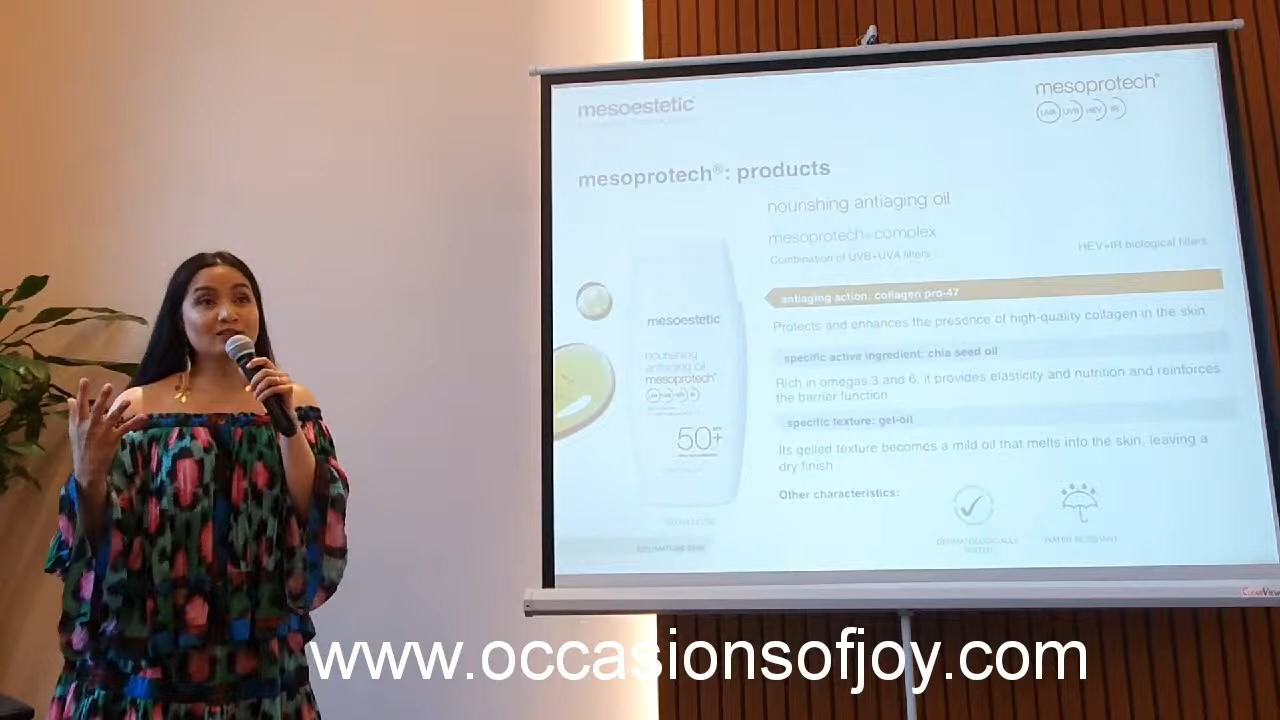 mesoestetic
mesoprotech®
UVA UVB HEV IR
mesoprotech®: products
nourishing antiaging oil
mesoprotech® complex
Combination of UVB+UVA filters
HEV+IR biological filters
antiaging action: collagen pro-47
Protects and enhances the presence of high-quality collagen in the skin
specific active ingredient: chia seed oil
Rich in omegas 3 and 6, it provides elasticity and nutrition and reinforces
the barrier function
specific texture: gel-oil
Its gelled texture becomes a mild oil that melts into the skin, leaving a
dry finish
Other characteristics:
DERMATOLOGICALLY
TESTED
WATER RESISTANT
mesoestetic
nourishing
antiaging oil
mesoprotech®
50+
CLEARVIEW
www.occasionsofjoy.com